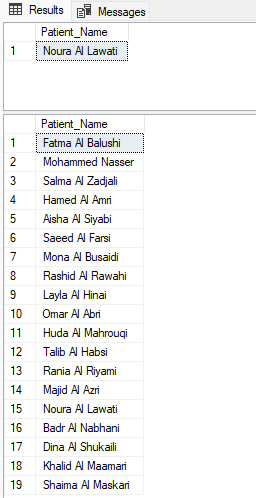 Results Messages
Patient_Name
1 Noura Al Lawati
Patient_Name
1 Fatma Al Balushi
2 Mohammed Nasser
3 Salma Al Zadjali
4 Hamed Al Amri
5 Aisha Al Siyabi
6 Saeed Al Farsi
7 Mona Al Busaidi
8 Rashid Al Rawahi
9 Layla Al Hinai
10 Omar Al Abri
11 Huda Al Mahrouqi
12 Talib Al Habsi
13 Rania Al Riyami
14 Majid Al Azri
15 Noura Al Lawati
16 Badr Al Nabhani
17 Dina Al Shukaili
18 Khalid Al Maamari
19 Shaima Al Maskari